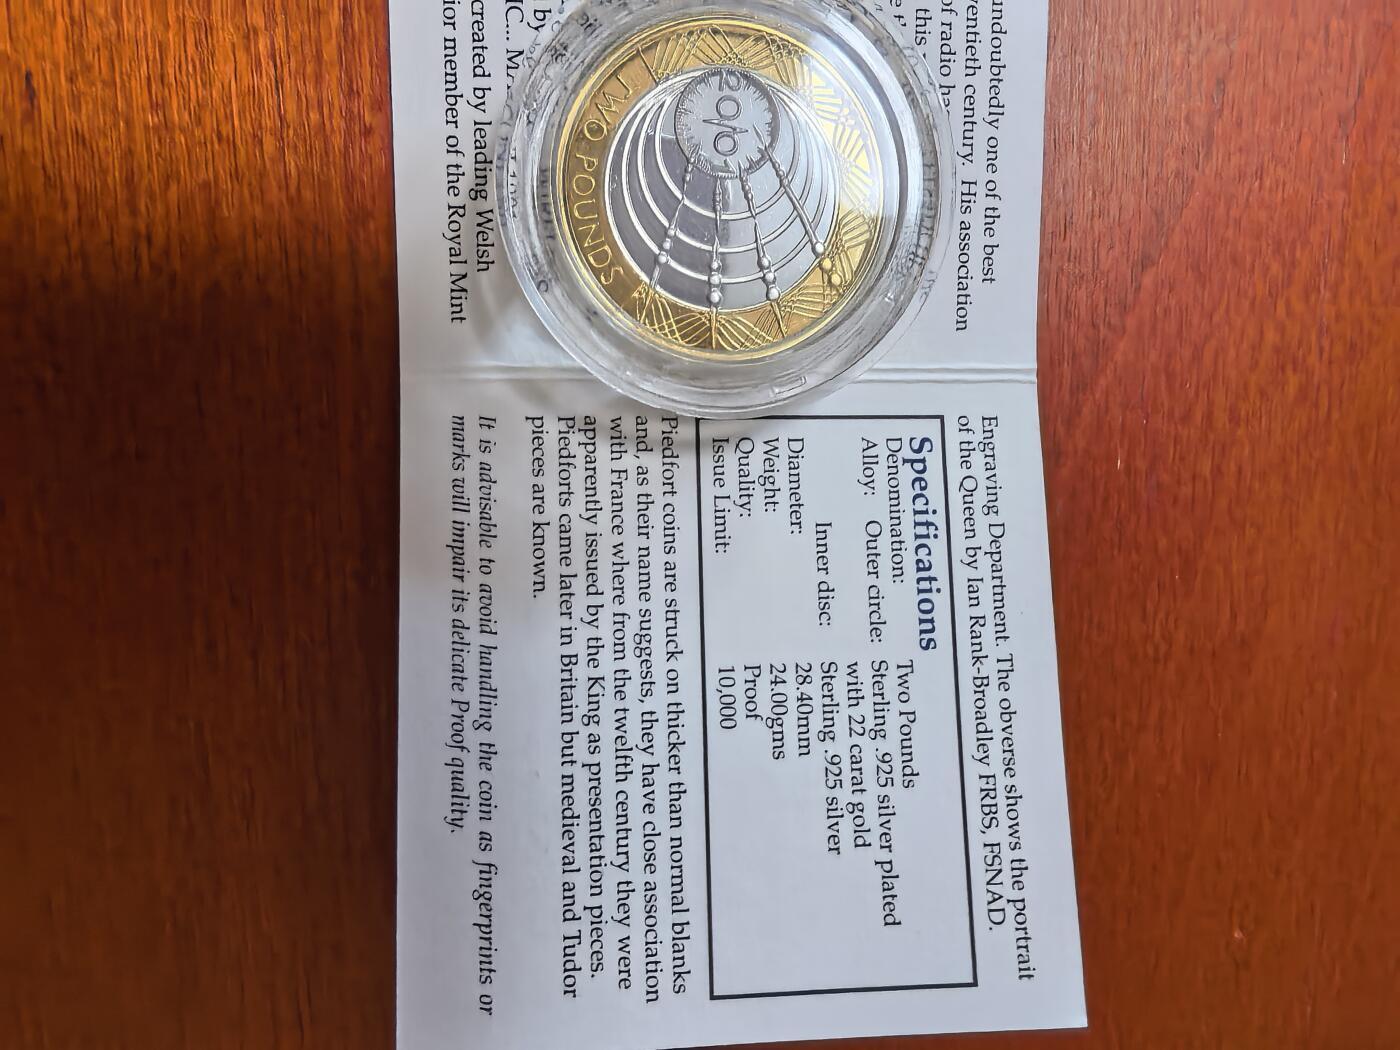 undoubtedly one of the best
twentieth century. His association
of radio
this
by
created by leading Welsh
member of the Royal Mint
TWO POUNDS
Engraving Department. The obverse shows the portrait
of the Queen by Ian Rank-Broadley FRBS, FSNAD.
Specifications
Denomination: Two Pounds
Alloy: Outer circle: Sterling .925 silver plated
with 22 carat gold
Inner disc: Sterling .925 silver
Diameter: 28.40mm
Weight: 24.00gms
Quality: Proof
Issue Limit: 10,000
Piedfort coins are struck on thicker than normal blanks
and, as their name suggests, they have close association
with France where from the twelfth century they were
apparently issued by the King as presentation pieces.
Piedforts came later in Britain but medieval and Tudor
pieces are known.
It is advisable to avoid handling the coin as fingerprints or
marks will impair its delicate Proof quality.